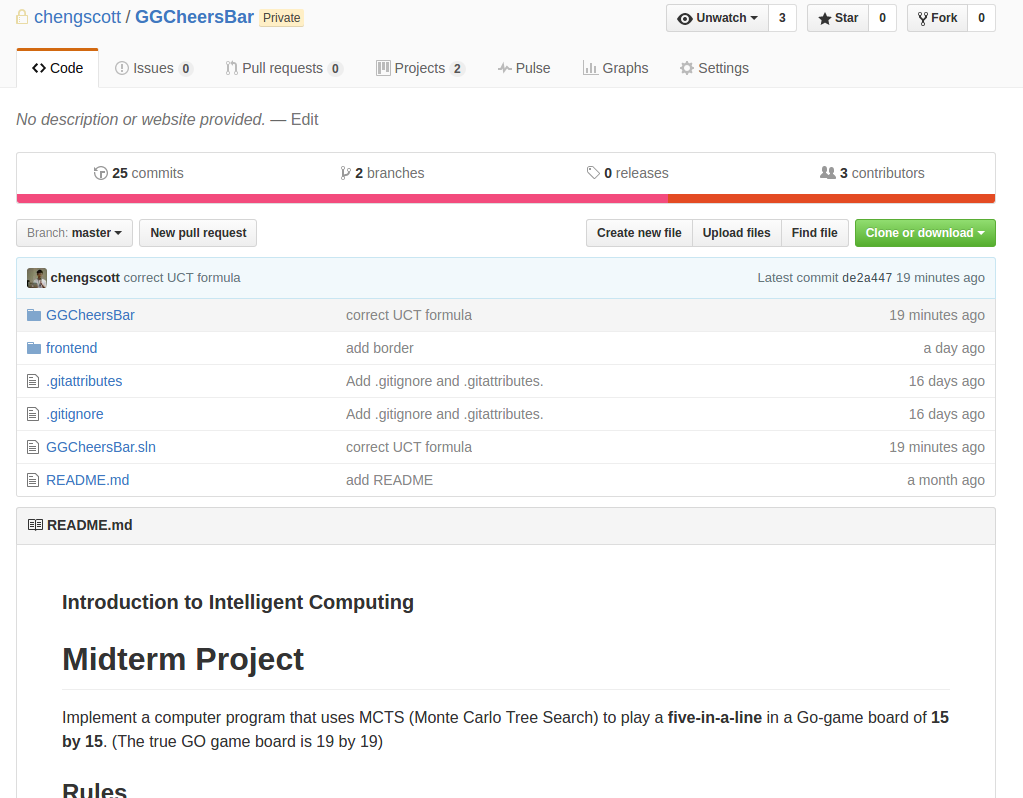 chengscott / GGCheersBar Private Unwatch 3 Star 0 Fork 0
Code Issues 0 Pull requests 0 Projects 2 Pulse Graphs Settings
No description or website provided. — Edit
25 commits 2 branches 0 releases 3 contributors
Branch: master New pull request Create new file Upload files Find file Clone or download
chengscott correct UCT formula Latest commit de2a447 19 minutes ago
GGCheersBar correct UCT formula 19 minutes ago
frontend add border a day ago
.gitattributes Add .gitignore and .gitattributes. 16 days ago
.gitignore Add .gitignore and .gitattributes. 16 days ago
GGCheersBar.sln correct UCT formula 19 minutes ago
README.md add README a month ago
README.md
Introduction to Intelligent Computing
Midterm Project
Implement a computer program that uses MCTS (Monte Carlo Tree Search) to play a five-in-a-line in a Go-game board of 15
by 15. (The true GO game board is 19 by 19)
Rules